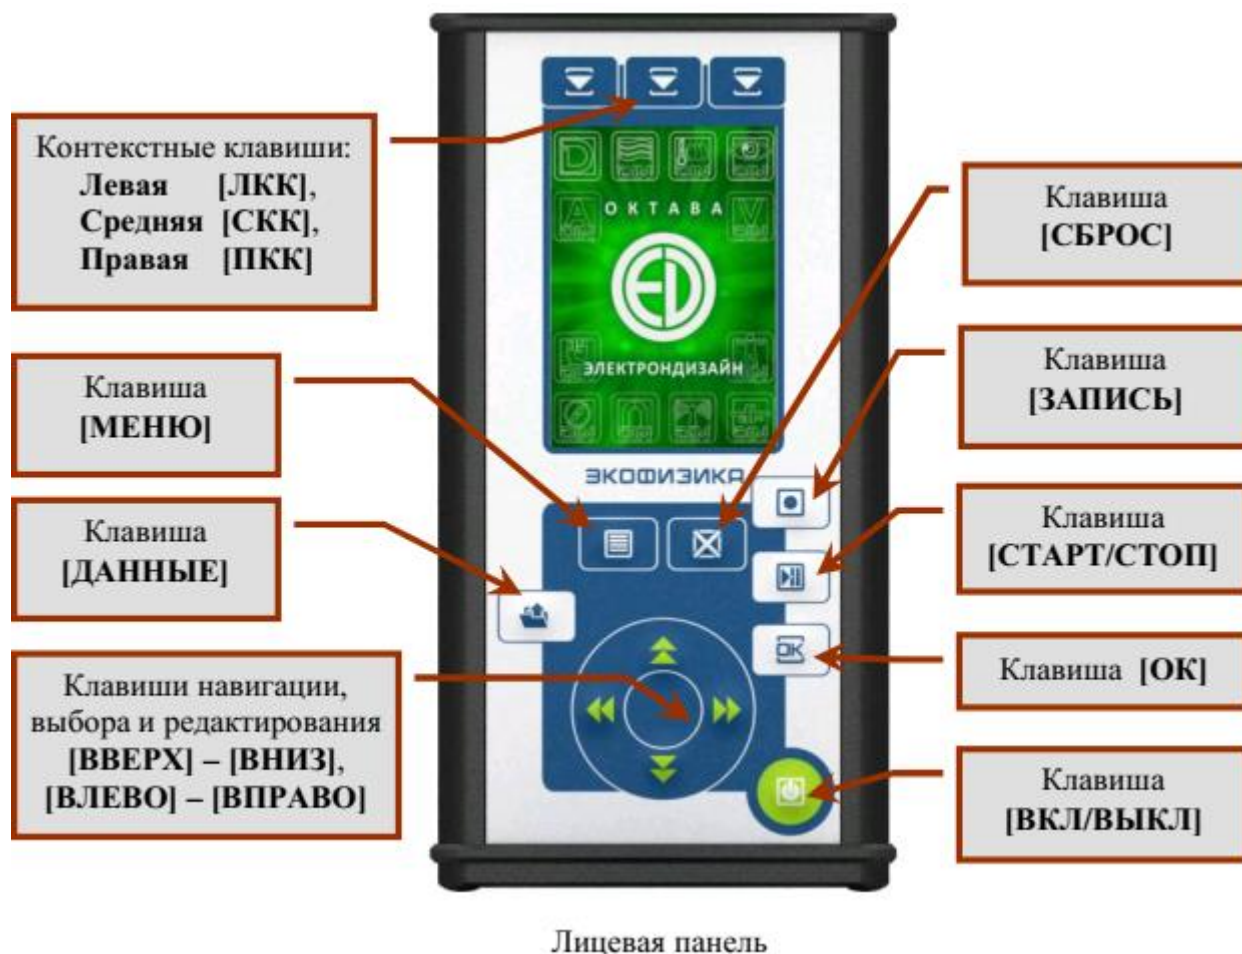 Контекстные клавиши:
Левая [ЛКК],
Средняя [СКК],
Правая [ПКК]
Клавиша
[МЕНЮ]
Клавиша
[ДАННЫЕ]
Клавиши навигации,
выбора и редактирования
[ВВЕРХ] – [ВНИЗ],
[ВЛЕВО] – [ВПРАВО]
ОКТАВА
ЭЛЕКТРОНДИЗАЙН
ЭКОФИЗИКА
OK
Клавиша
[СБРОС]
Клавиша
[ЗАПИСЬ]
Клавиша
[СТАРТ/СТОП]
Клавиша [ОК]
Клавиша
[ВКЛ/ВЫКЛ]
Лицевая панель